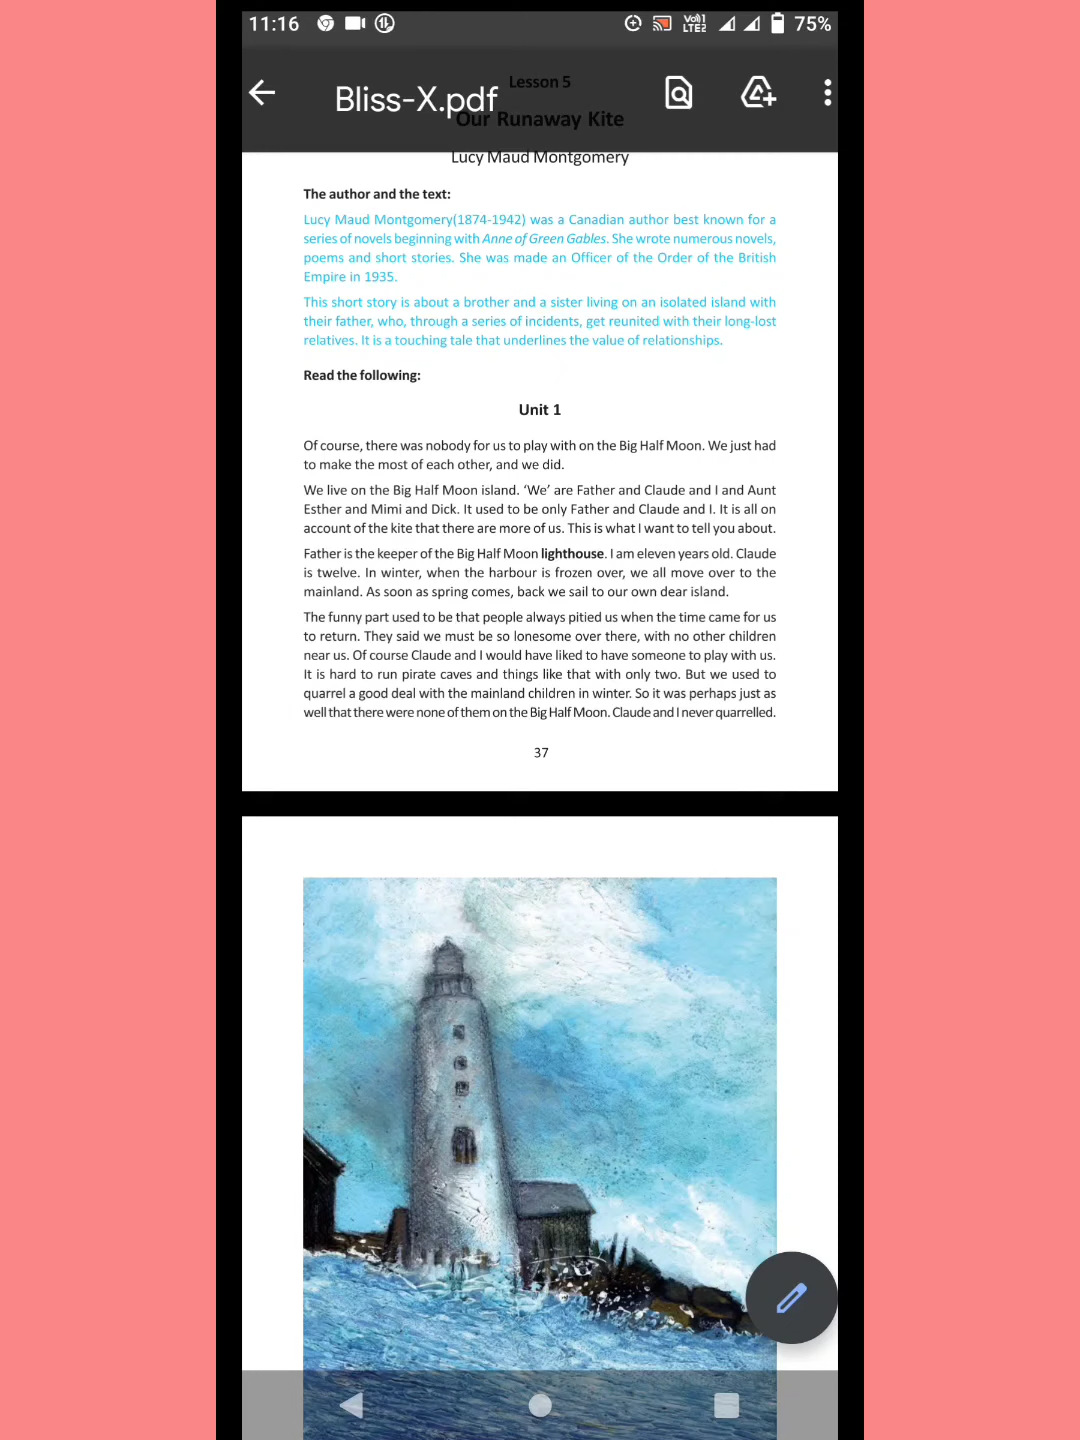 11:16
Vo))1
LTE2
75%
Lesson 5
Bliss-X.pdf
Our Runaway Kite
Lucy Maud Montgomery
The author and the text:
Lucy Maud Montgomery(1874-1942) was a Canadian author best known for a
series of novels beginning with Anne of Green Gables. She wrote numerous novels,
poems and short stories. She was made an Officer of the Order of the British
Empire in 1935.
This short story is about a brother and a sister living on an isolated island with
their father, who, through a series of incidents, get reunited with their long-lost
relatives. It is a touching tale that underlines the value of relationships.
Read the following:
Unit 1
Of course, there was nobody for us to play with on the Big Half Moon. We just had
to make the most of each other, and we did.
We live on the Big Half Moon island. ‘We’ are Father and Claude and I and Aunt
Esther and Mimi and Dick. It used to be only Father and Claude and I. It is all on
account of the kite that there are more of us. This is what I want to tell you about.
Father is the keeper of the Big Half Moon lighthouse. I am eleven years old. Claude
is twelve. In winter, when the harbour is frozen over, we all move over to the
mainland. As soon as spring comes, back we sail to our own dear island.
The funny part used to be that people always pitied us when the time came for us
to return. They said we must be so lonesome over there, with no other children
near us. Of course Claude and I would have liked to have someone to play with us.
It is hard to run pirate caves and things like that with only two. But we used to
quarrel a good deal with the mainland children in winter. So it was perhaps just as
well that there were none of them on the Big Half Moon. Claude and I never quarrelled.
37